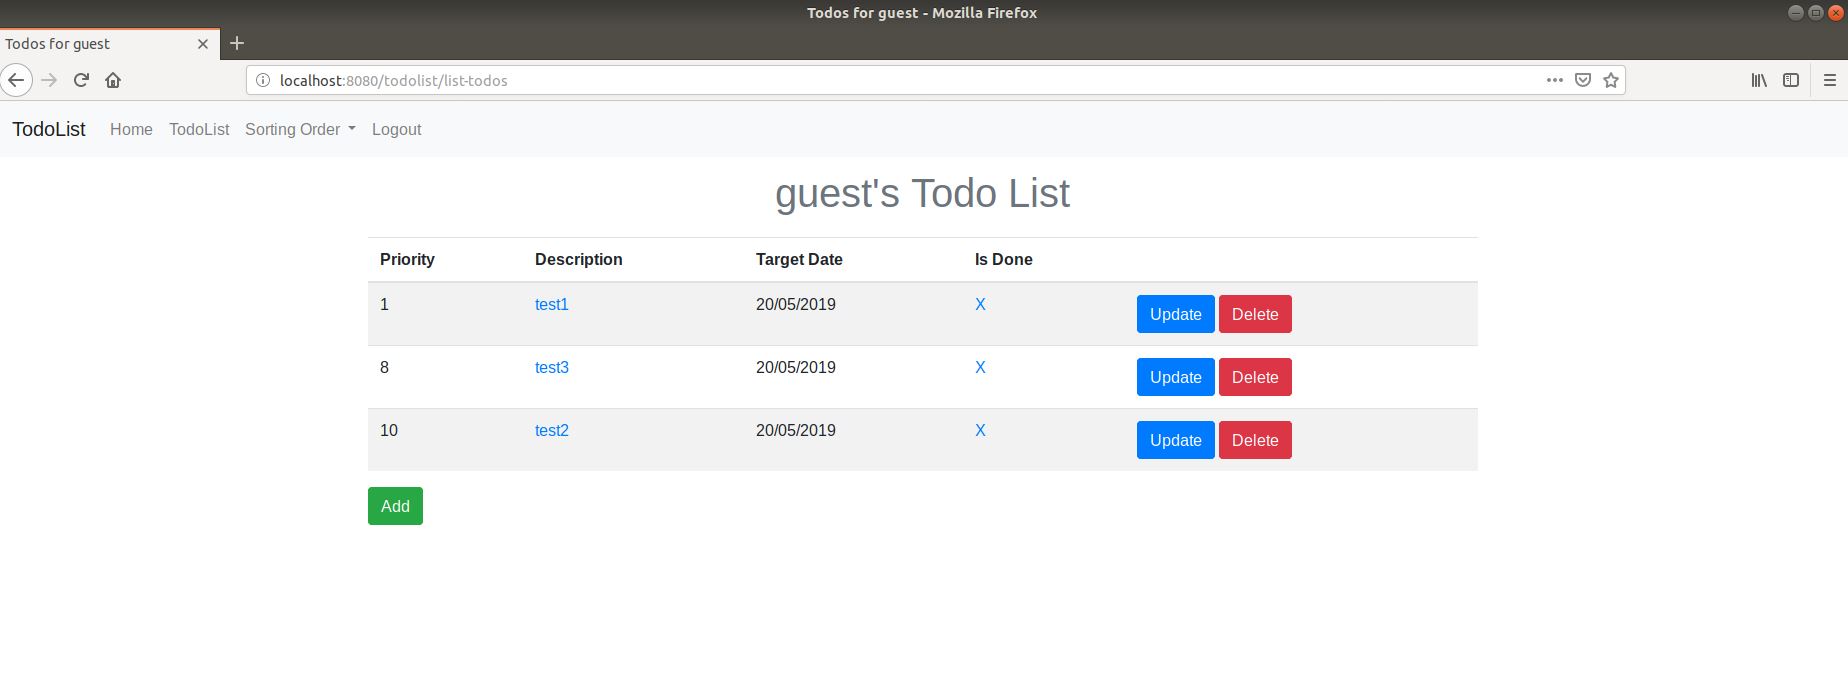 Todos for guest - Mozilla Firefox
Todos for guest
localhost:8080/todolist/list-todos
TodoList Home TodoList Sorting Order Logout
guest's Todo List
Priority Description Target Date Is Done
1 test1 20/05/2019 X Update Delete
8 test3 20/05/2019 X Update Delete
10 test2 20/05/2019 X Update Delete
Add